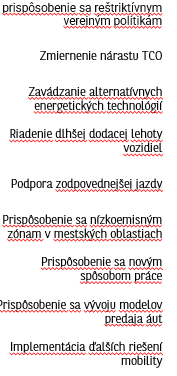 prispôsobenie sa reštriktívnym
verejným politikám
Zmiernenie nárastu TCO
Zavádzanie alternatívnych
energetických technológií
Riadenie dlhšej dodacej lehoty
vozidiel
Podpora zodpovednejšej jazdy
Prispôsobenie sa nízkoemisným
zónam v mestských oblastiach
Prispôsobenie sa novým
spôsobom práce
Prispôsobenie sa vývoju modelov
predaja áut
Implementácia ďalších riešení
mobility